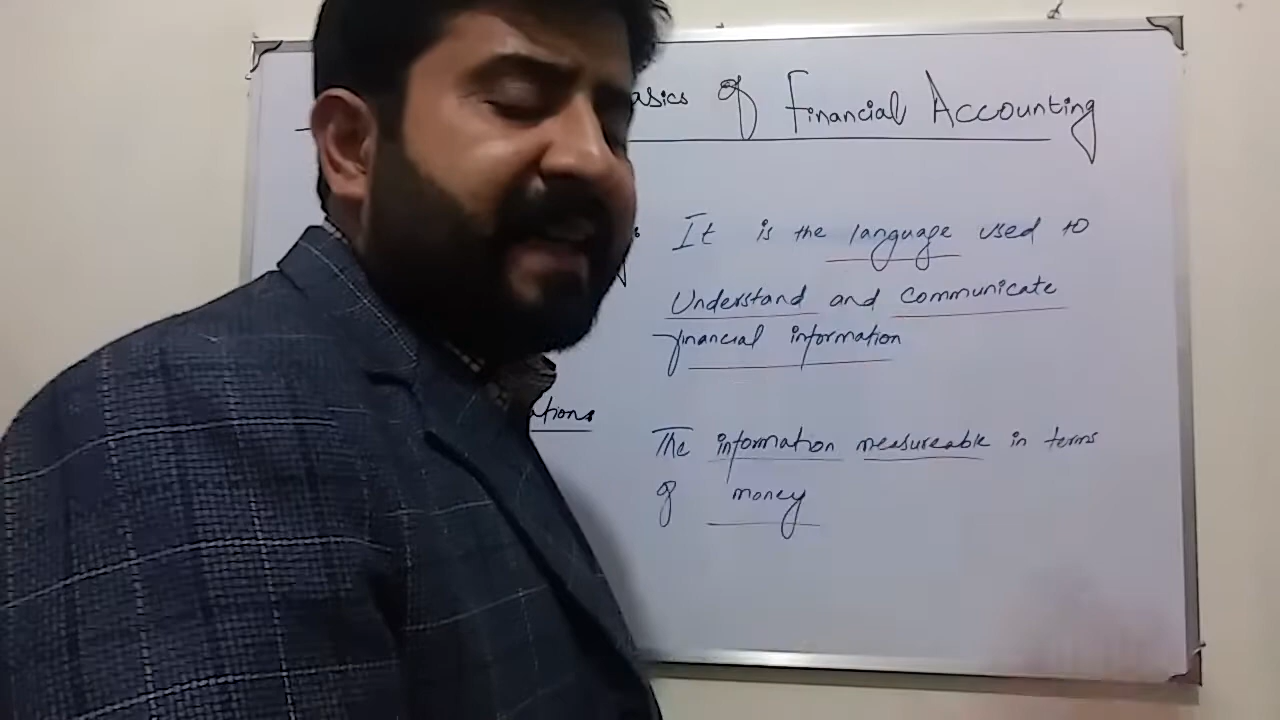 asics of Financial Accounting
It is the language used to
Understand and communicate
financial information
ations
The information measureable in terms
of money